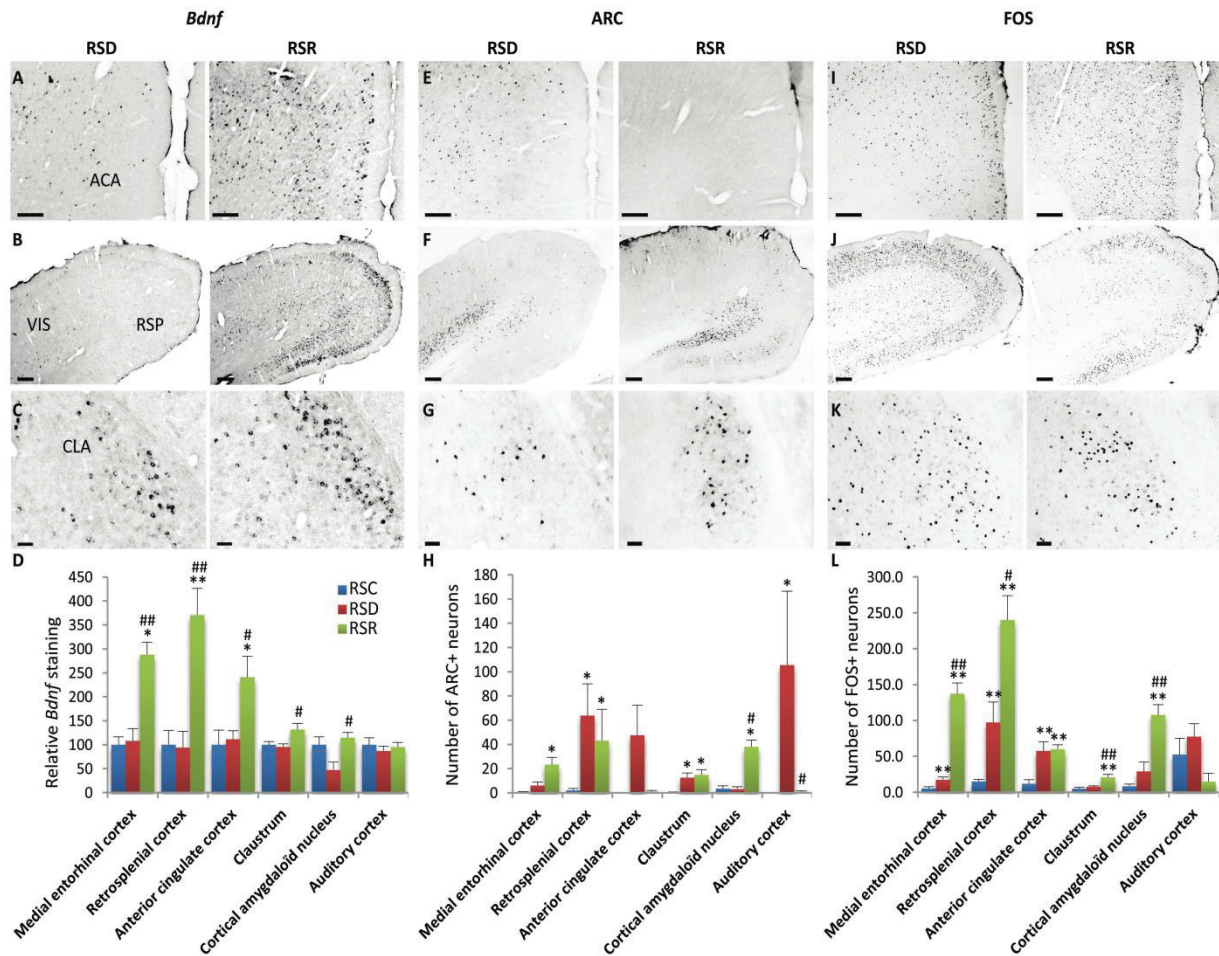 Bdnf ARC FOS
RSD RSR RSD RSR RSD RSR
A E I
ACA
B F J
VIS RSP
C G K
CLA
D H L
Relative Bdnf staining
450
400
350
300
250
200
150
100
50
0
## * ## ** # * # #
RSC
RSD
RSR
Medial entorhinal cortex
Retrosplenial cortex
Anterior cingulate cortex
Claustrum
Cortical amygdaloïd nucleus
Auditory cortex
Number of ARC+ neurons
180
160
140
120
100
80
60
40
20
0
* * * * * # * * #
Medial entorhinal cortex
Retrosplenial cortex
Anterior cingulate cortex
Claustrum
Cortical amygdaloïd nucleus
Auditory cortex
Number of FOS+ neurons
300.0
250.0
200.0
150.0
100.0
50.0
0.0
** ## ** ** # ** ** ** ## ** ## **
Medial entorhinal cortex
Retrosplenial cortex
Anterior cingulate cortex
Claustrum
Cortical amygdaloïd nucleus
Auditory cortex